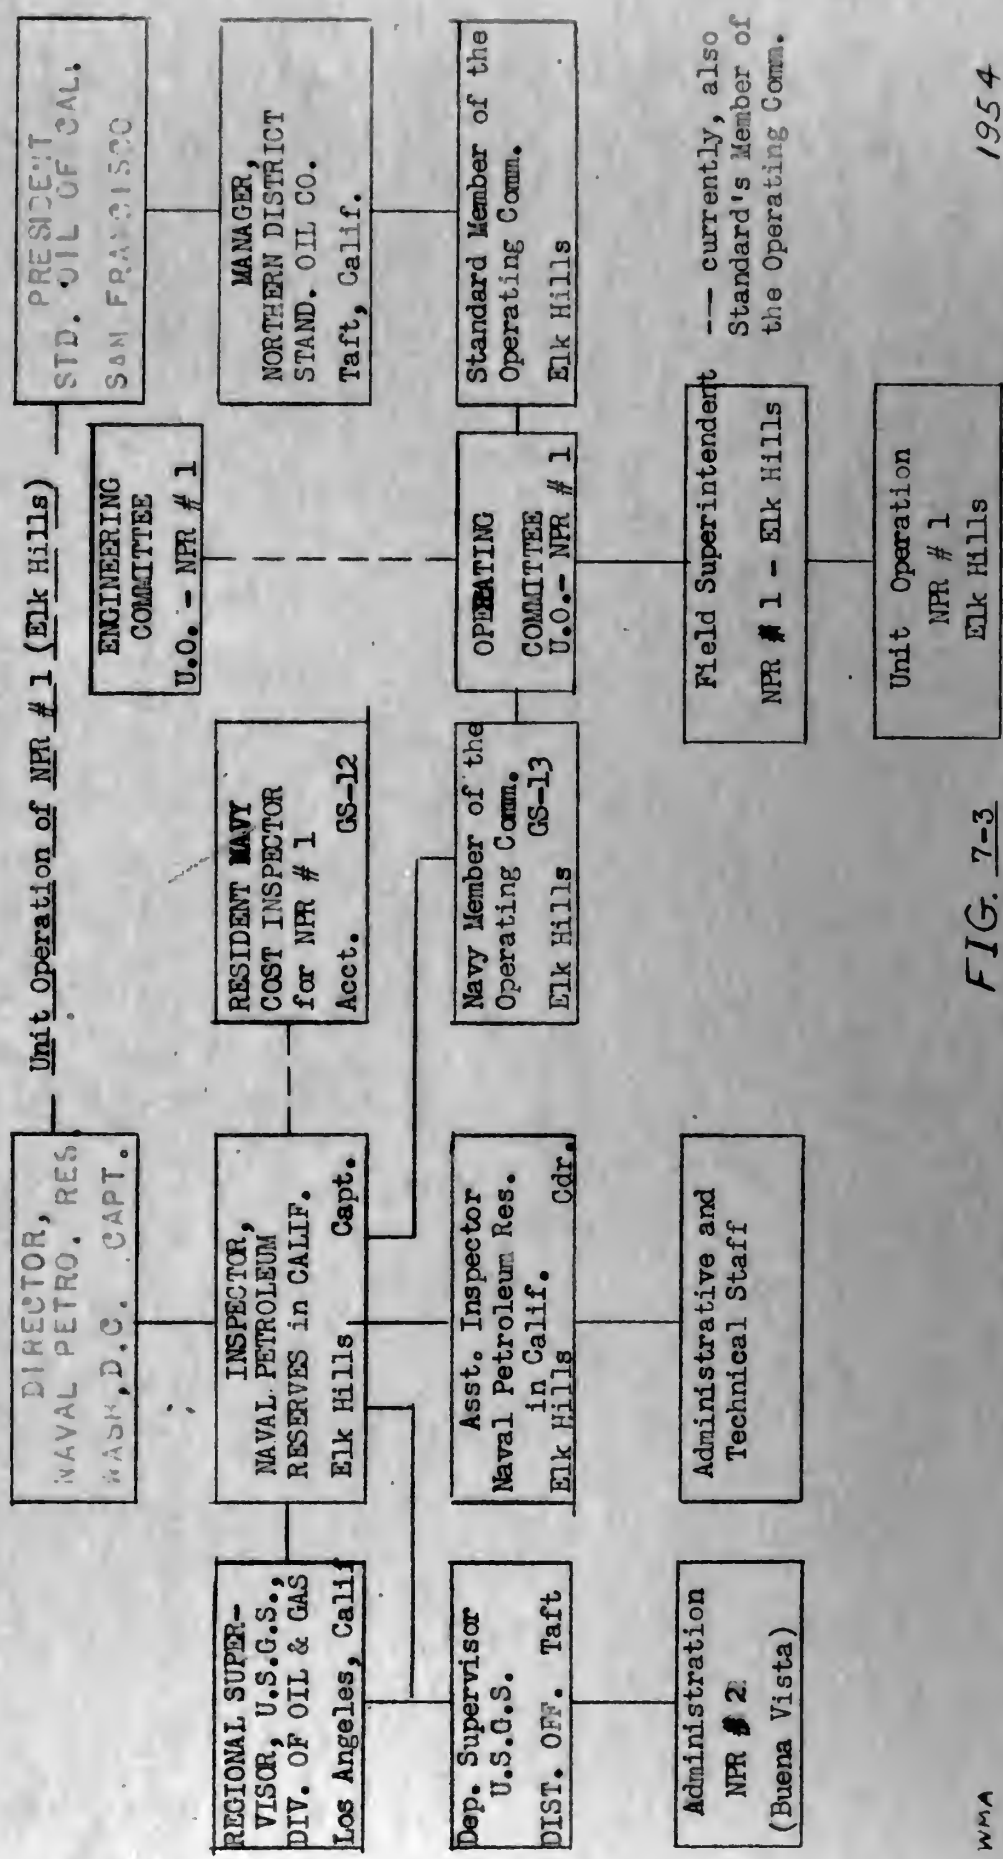 DIRECTOR,
NAVAL PETRO. RES.
WASH, D.C. CAPT.
Unit Operation of NPR # 1 (Elk Hills)
PRESIDENT
STD. OIL OF CAL.
SAN FRANCISCO
ENGINEERING
COMMITTEE
U.O. - NPR # 1
REGIONAL SUPER-
VISOR, U.S.G.S.,
DIV. OF OIL & GAS
Los Angeles, Calif
INSPECTOR,
NAVAL PETROLEUM
RESERVES in CALIF.
Elk Hills Capt.
RESIDENT NAVY
COST INSPECTOR
for NPR # 1
Acct. GS-12
MANAGER,
NORTHERN DISTRICT
STAND. OIL CO.
Taft, Calif.
Dep. Supervisor
U.S.G.S.
DIST. OFF. Taft
Asst. Inspector
Naval Petroleum Res.
in Calif.
Elk Hills Cdr.
Navy Member of the
Operating Comm.
GS-13
Elk Hills
OPERATING
COMMITTEE
U.O.- NPR # 1
Standard Member of the
Operating Comm.
Elk Hills
Administration
NPR # 2
(Buena Vista)
Administrative and
Technical Staff
Field Superintendent
NPR # 1 - Elk Hills
--- currently, also
Standard's Member of
the Operating Comm.
Unit Operation
NPR # 1
Elk Hills
WMA
FIG. 7-3
1954